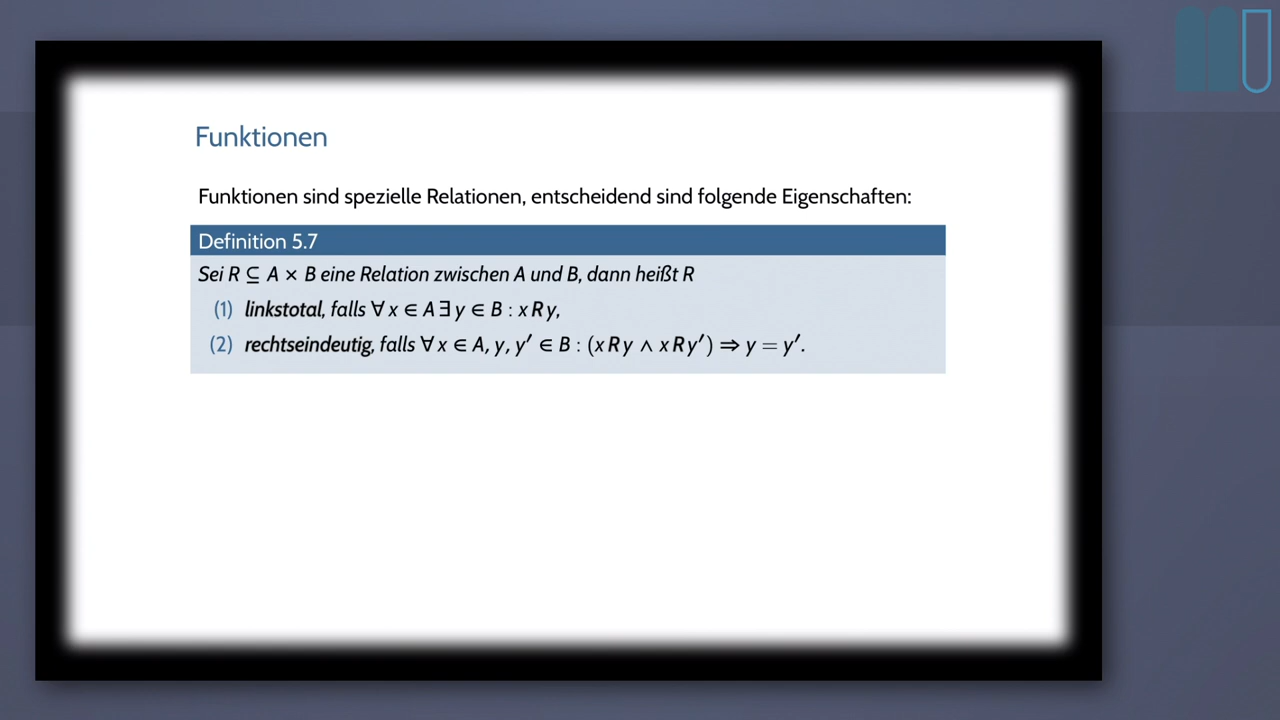 Funktionen
Funktionen sind spezielle Relationen, entscheidend sind folgende Eigenschaften:
Definition 5.7
Sei R ⊆ A × B eine Relation zwischen A und B, dann heißt R
(1) linkstotal, falls ∀ x ∈ A ∃ y ∈ B : x R y,
(2) rechtseindeutig, falls ∀ x ∈ A, y, y′ ∈ B : (x R y ∧ x R y′) ⇒ y = y′.